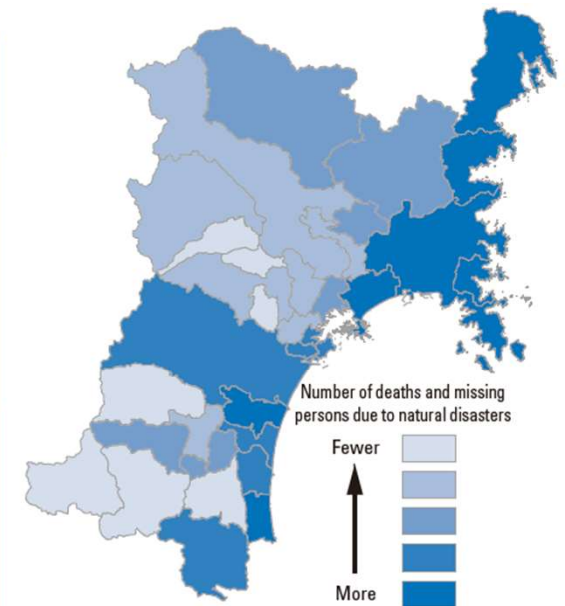 Number of deaths and missing
persons due to natural disasters
Fewer
More